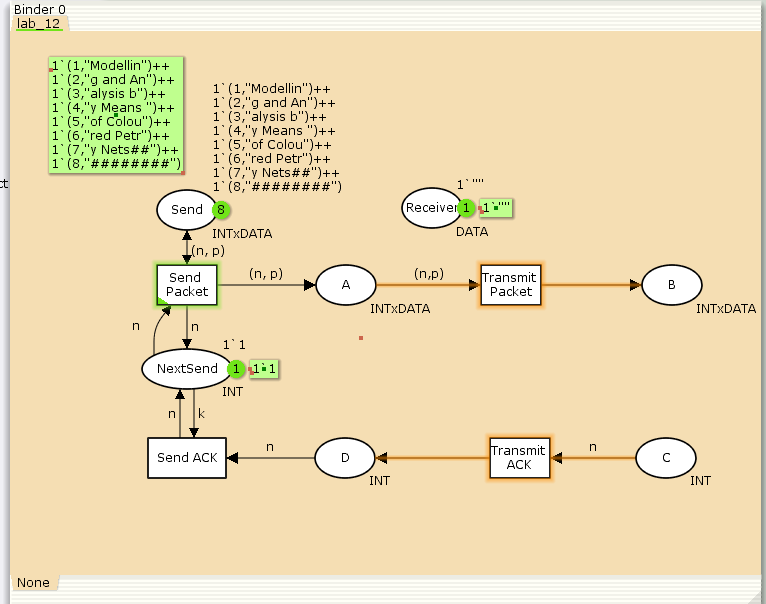 Binder 0
lab_12
1`(1,"Modellin")++
1`(2,"g and An")++
1`(3,"alysis b")++
1`(4,"y Means ")++
1`(5,"of Colou")++
1`(6,"red Petr")++
1`(7,"y Nets##")++
1`(8,"########")
1`(1,"Modellin")++
1`(2,"g and An")++
1`(3,"alysis b")++
1`(4,"y Means ")++
1`(5,"of Colou")++
1`(6,"red Petr")++
1`(7,"y Nets##")++
1`(8,"########")
ct
Send
8
INTxDATA
1`""
Receiver
1
1`""
DATA
(n, p)
Send
Packet
(n, p)
A
INTxDATA
(n,p)
Transmit
Packet
B
INTxDATA
n
n
1`1
NextSend
1
1`1
INT
n
k
Send ACK
n
D
INT
Transmit
ACK
n
C
INT
None